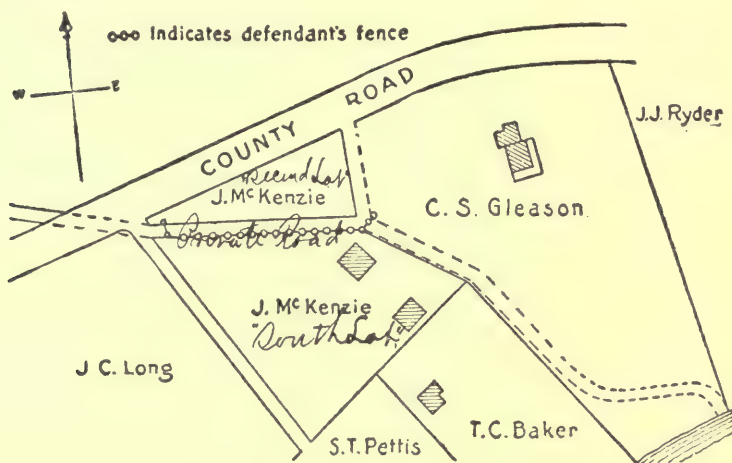 ooo Indicates defendant's fence
W E
COUNTY ROAD
J.J. Ryder
Second Lot
J. McKenzie
C. S. Gleason
Private Road
J. McKenzie
"South Lot"
J C. Long
S.T. Pettis
T.C. Baker